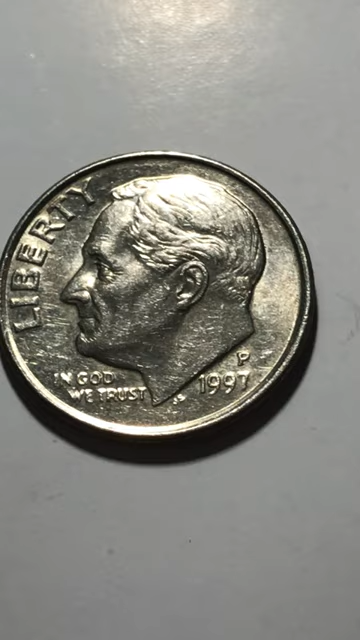 LIBERTY
IN GOD
WE TRUST
P
1997